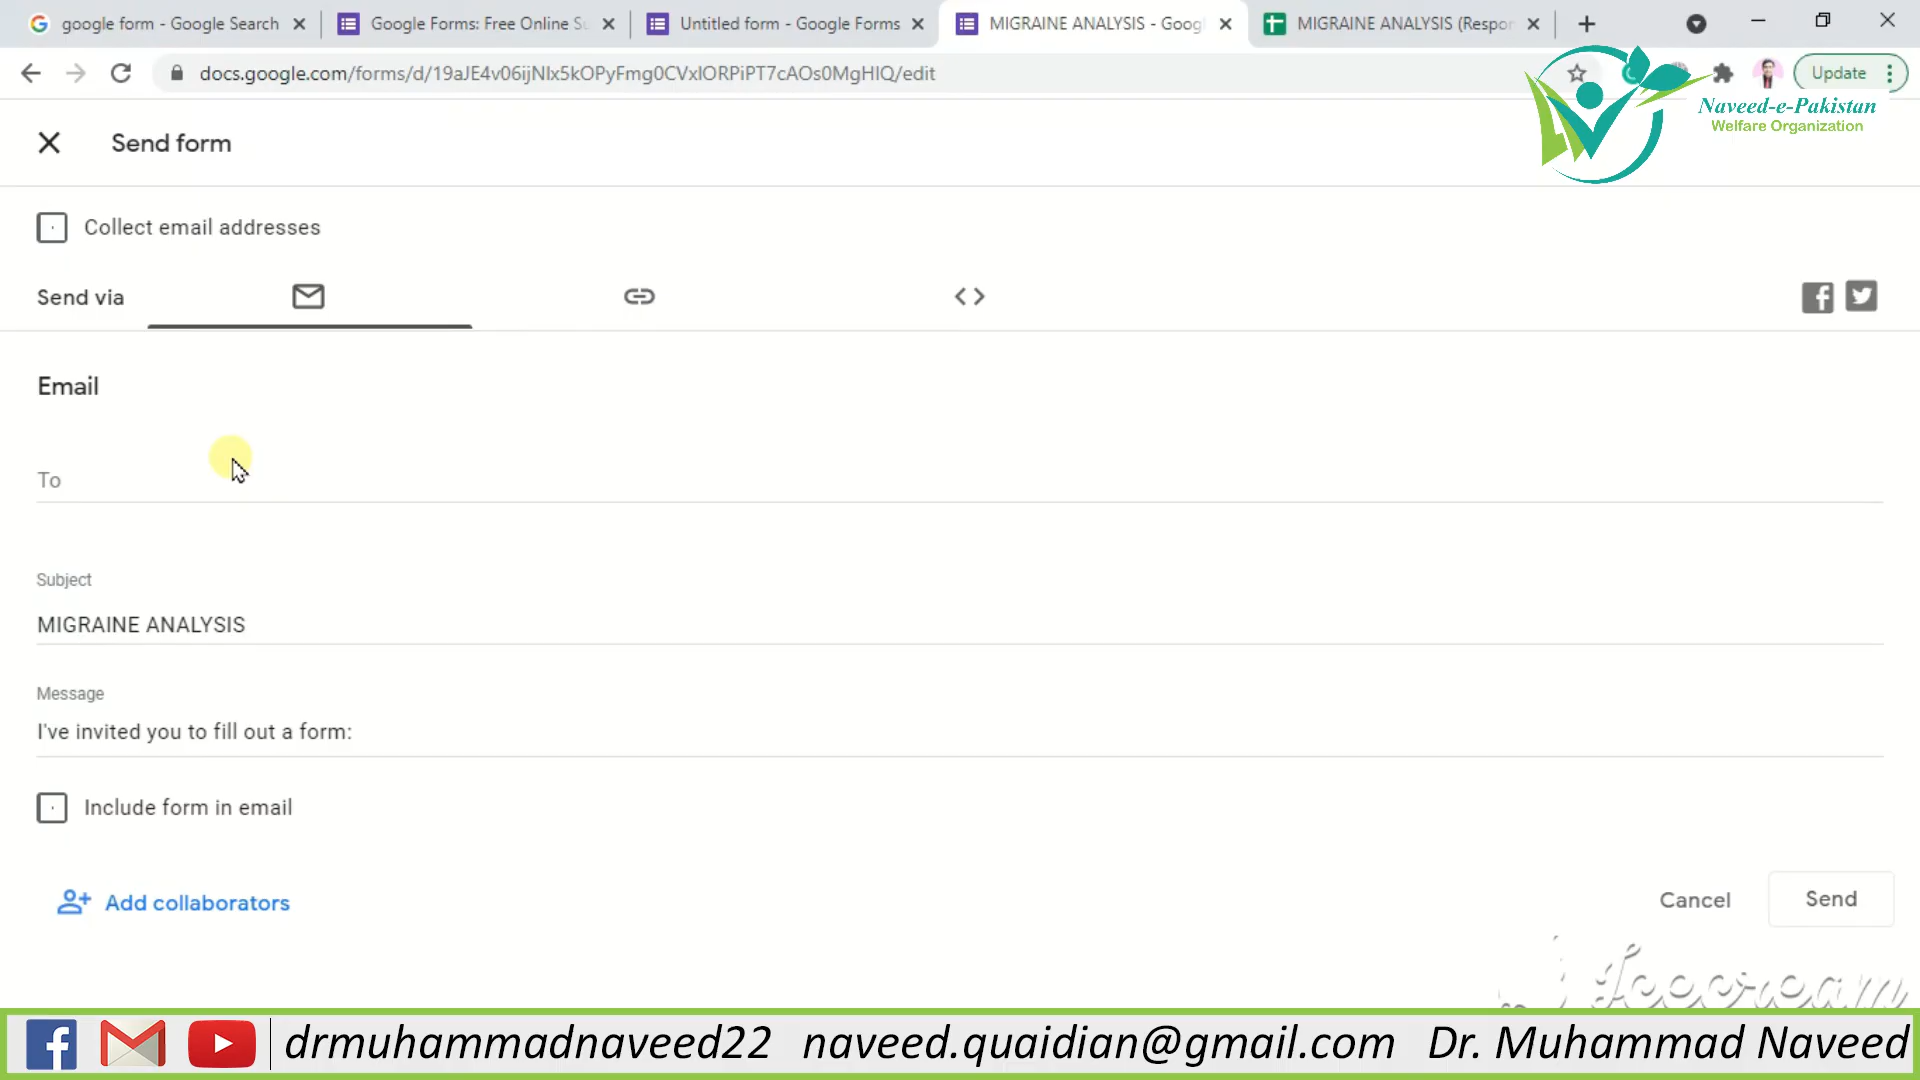 google form - Google Search
Google Forms: Free Online Su
Untitled form - Google Forms
MIGRAINE ANALYSIS - Goog
MIGRAINE ANALYSIS (Respor
docs.google.com/forms/d/19aJE4v06ijNIx5kOPyFmg0CVxlORPiPT7cAOs0MgHIQ/edit
Update
Naveed-e-Pakistan
Welfare Organization
Send form
Collect email addresses
Send via
Email
To
Subject
MIGRAINE ANALYSIS
Message
I've invited you to fill out a form:
Include form in email
Add collaborators
Cancel
Send
Icecream
drmuhammadnaveed22 naveed.quaidian@gmail.com Dr. Muhammad Naveed